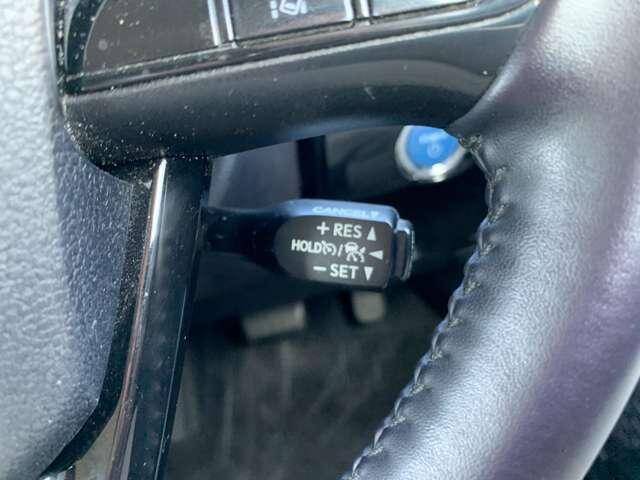 CANCEL
+ RES ▲
HOLD / ◀
− SET ▼